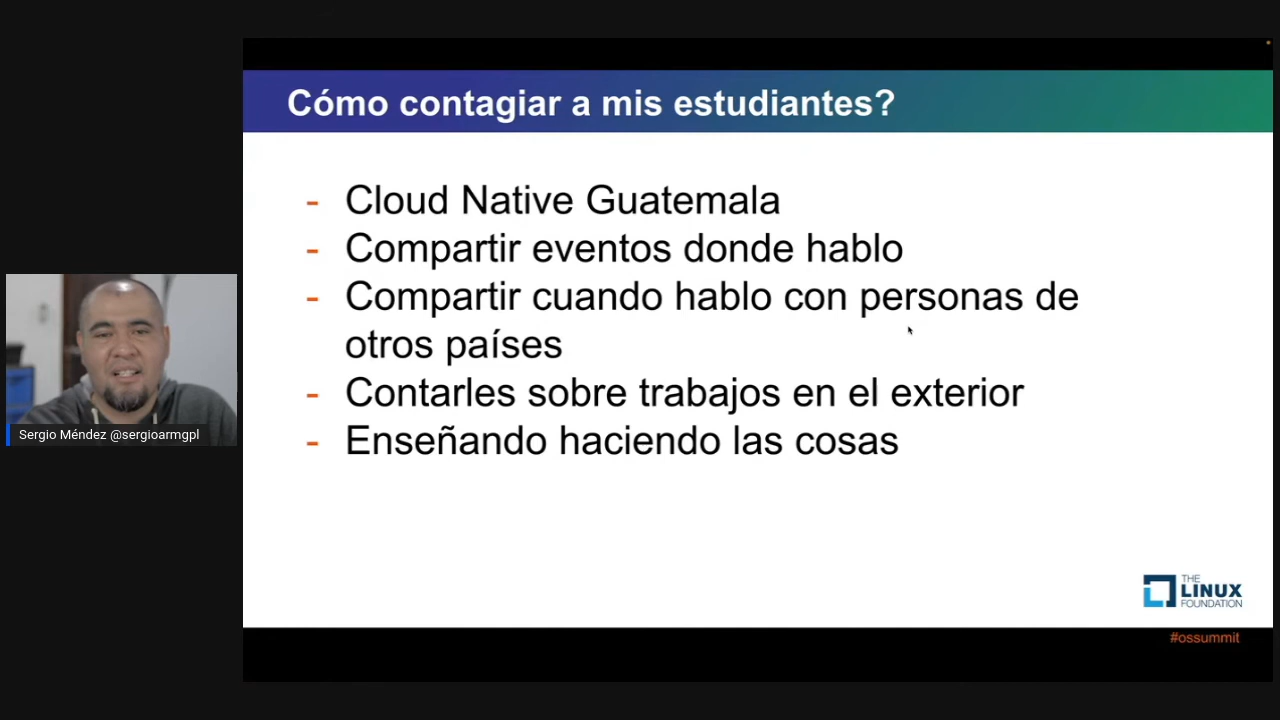 Cómo contagiar a mis estudiantes?
- Cloud Native Guatemala
- Compartir eventos donde hablo
- Compartir cuando hablo con personas de
otros países
- Contarles sobre trabajos en el exterior
- Enseñando haciendo las cosas
Sergio Méndez @sergioarmgpl
THE
LINUX
FOUNDATION
#ossummit